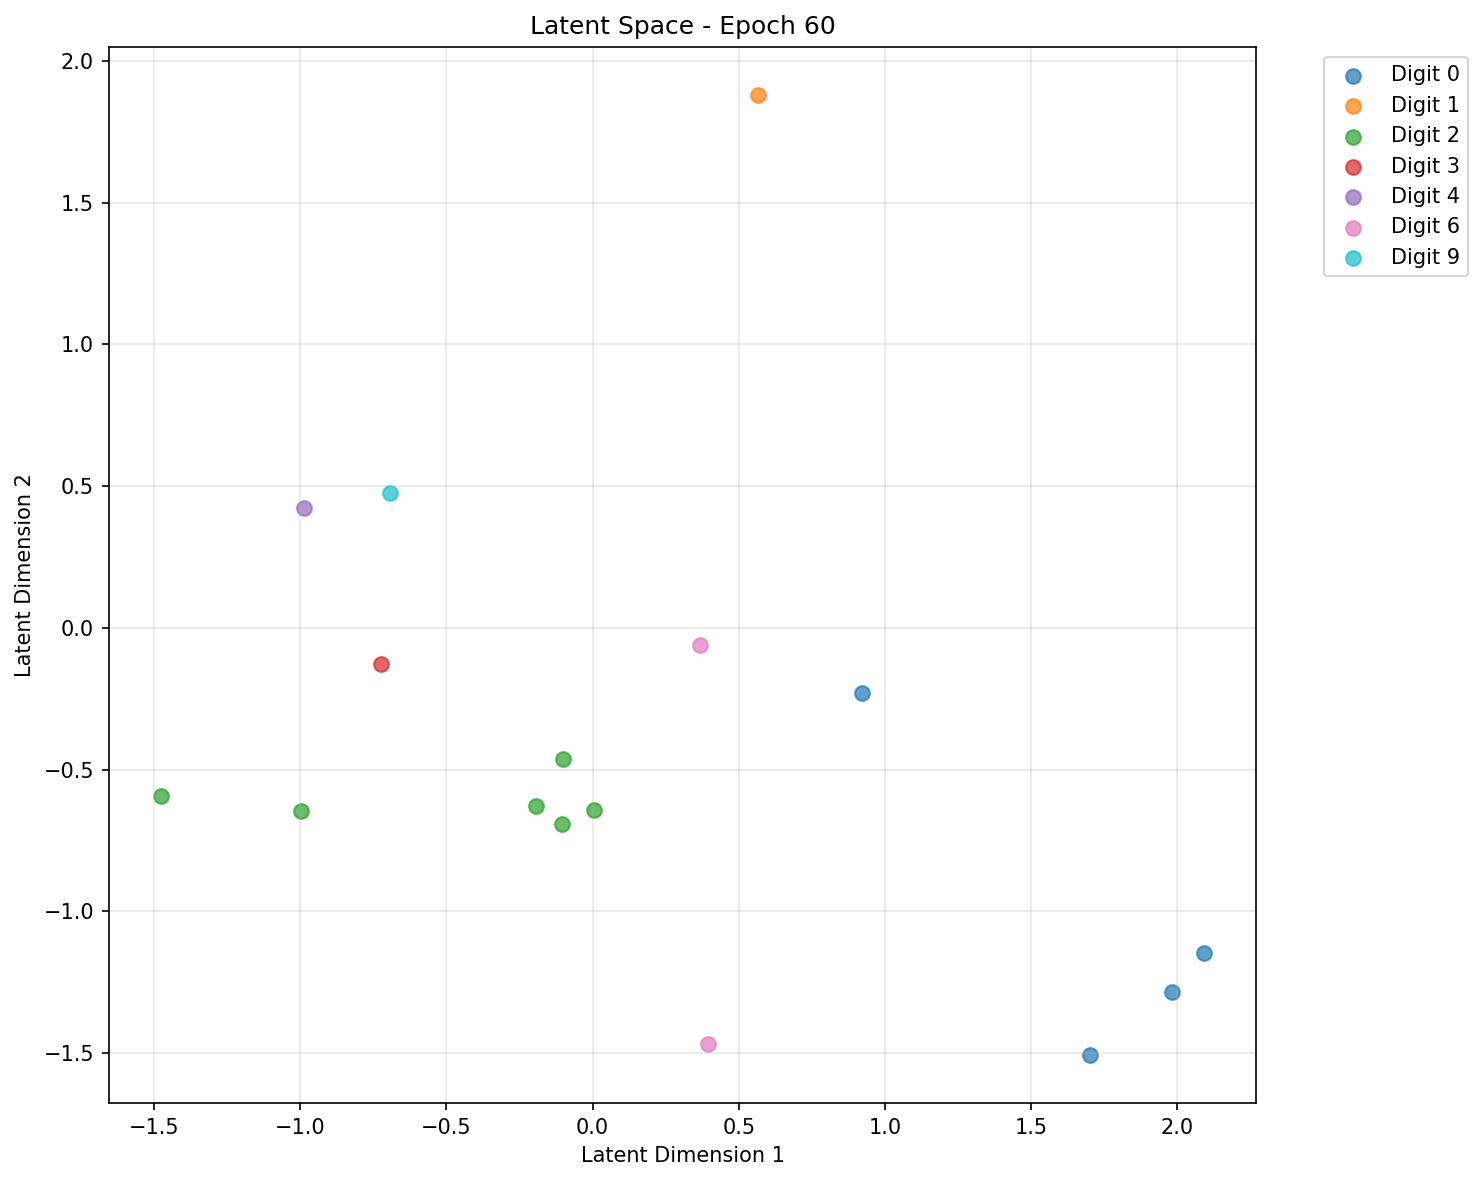 Latent Space - Epoch 60
Digit 0
Digit 1
Digit 2
Digit 3
Digit 4
Digit 6
Digit 9
2.0
1.5
1.0
0.5
0.0
−0.5
−1.0
−1.5
Latent Dimension 2
−1.5
−1.0
−0.5
0.0
0.5
1.0
1.5
2.0
Latent Dimension 1